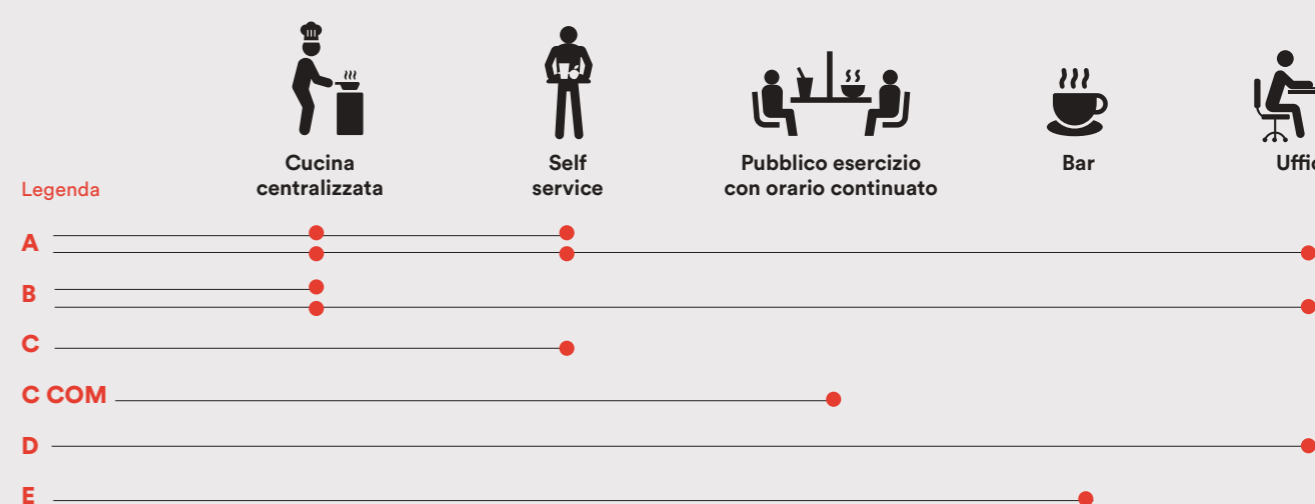 Cucina
centralizzata
Self
service
Pubblico esercizio
con orario continuato
Bar
Legenda
A
B
C
C COM
D
E